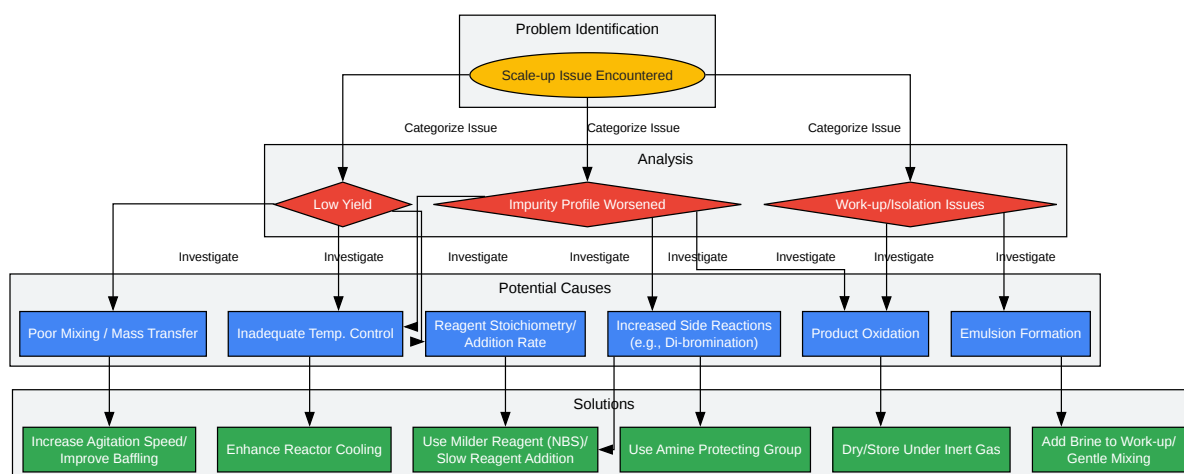 Problem Identification
Scale-up Issue Encountered
Categorize Issue
Categorize Issue
Categorize Issue
Analysis
Low Yield
Impurity Profile Worsened
Work-up/Isolation Issues
Investigate
Investigate
Investigate
Investigate
Investigate
Investigate
Investigate
Investigate
Potential Causes
Poor Mixing / Mass Transfer
Inadequate Temp. Control
Reagent Stoichiometry/
Addition Rate
Increased Side Reactions
(e.g., Di-bromination)
Product Oxidation
Emulsion Formation
Solutions
Increase Agitation Speed/
Improve Baffling
Enhance Reactor Cooling
Use Milder Reagent (NBS)/
Slow Reagent Addition
Use Amine Protecting Group
Dry/Store Under Inert Gas
Add Brine to Work-up/
Gentle Mixing